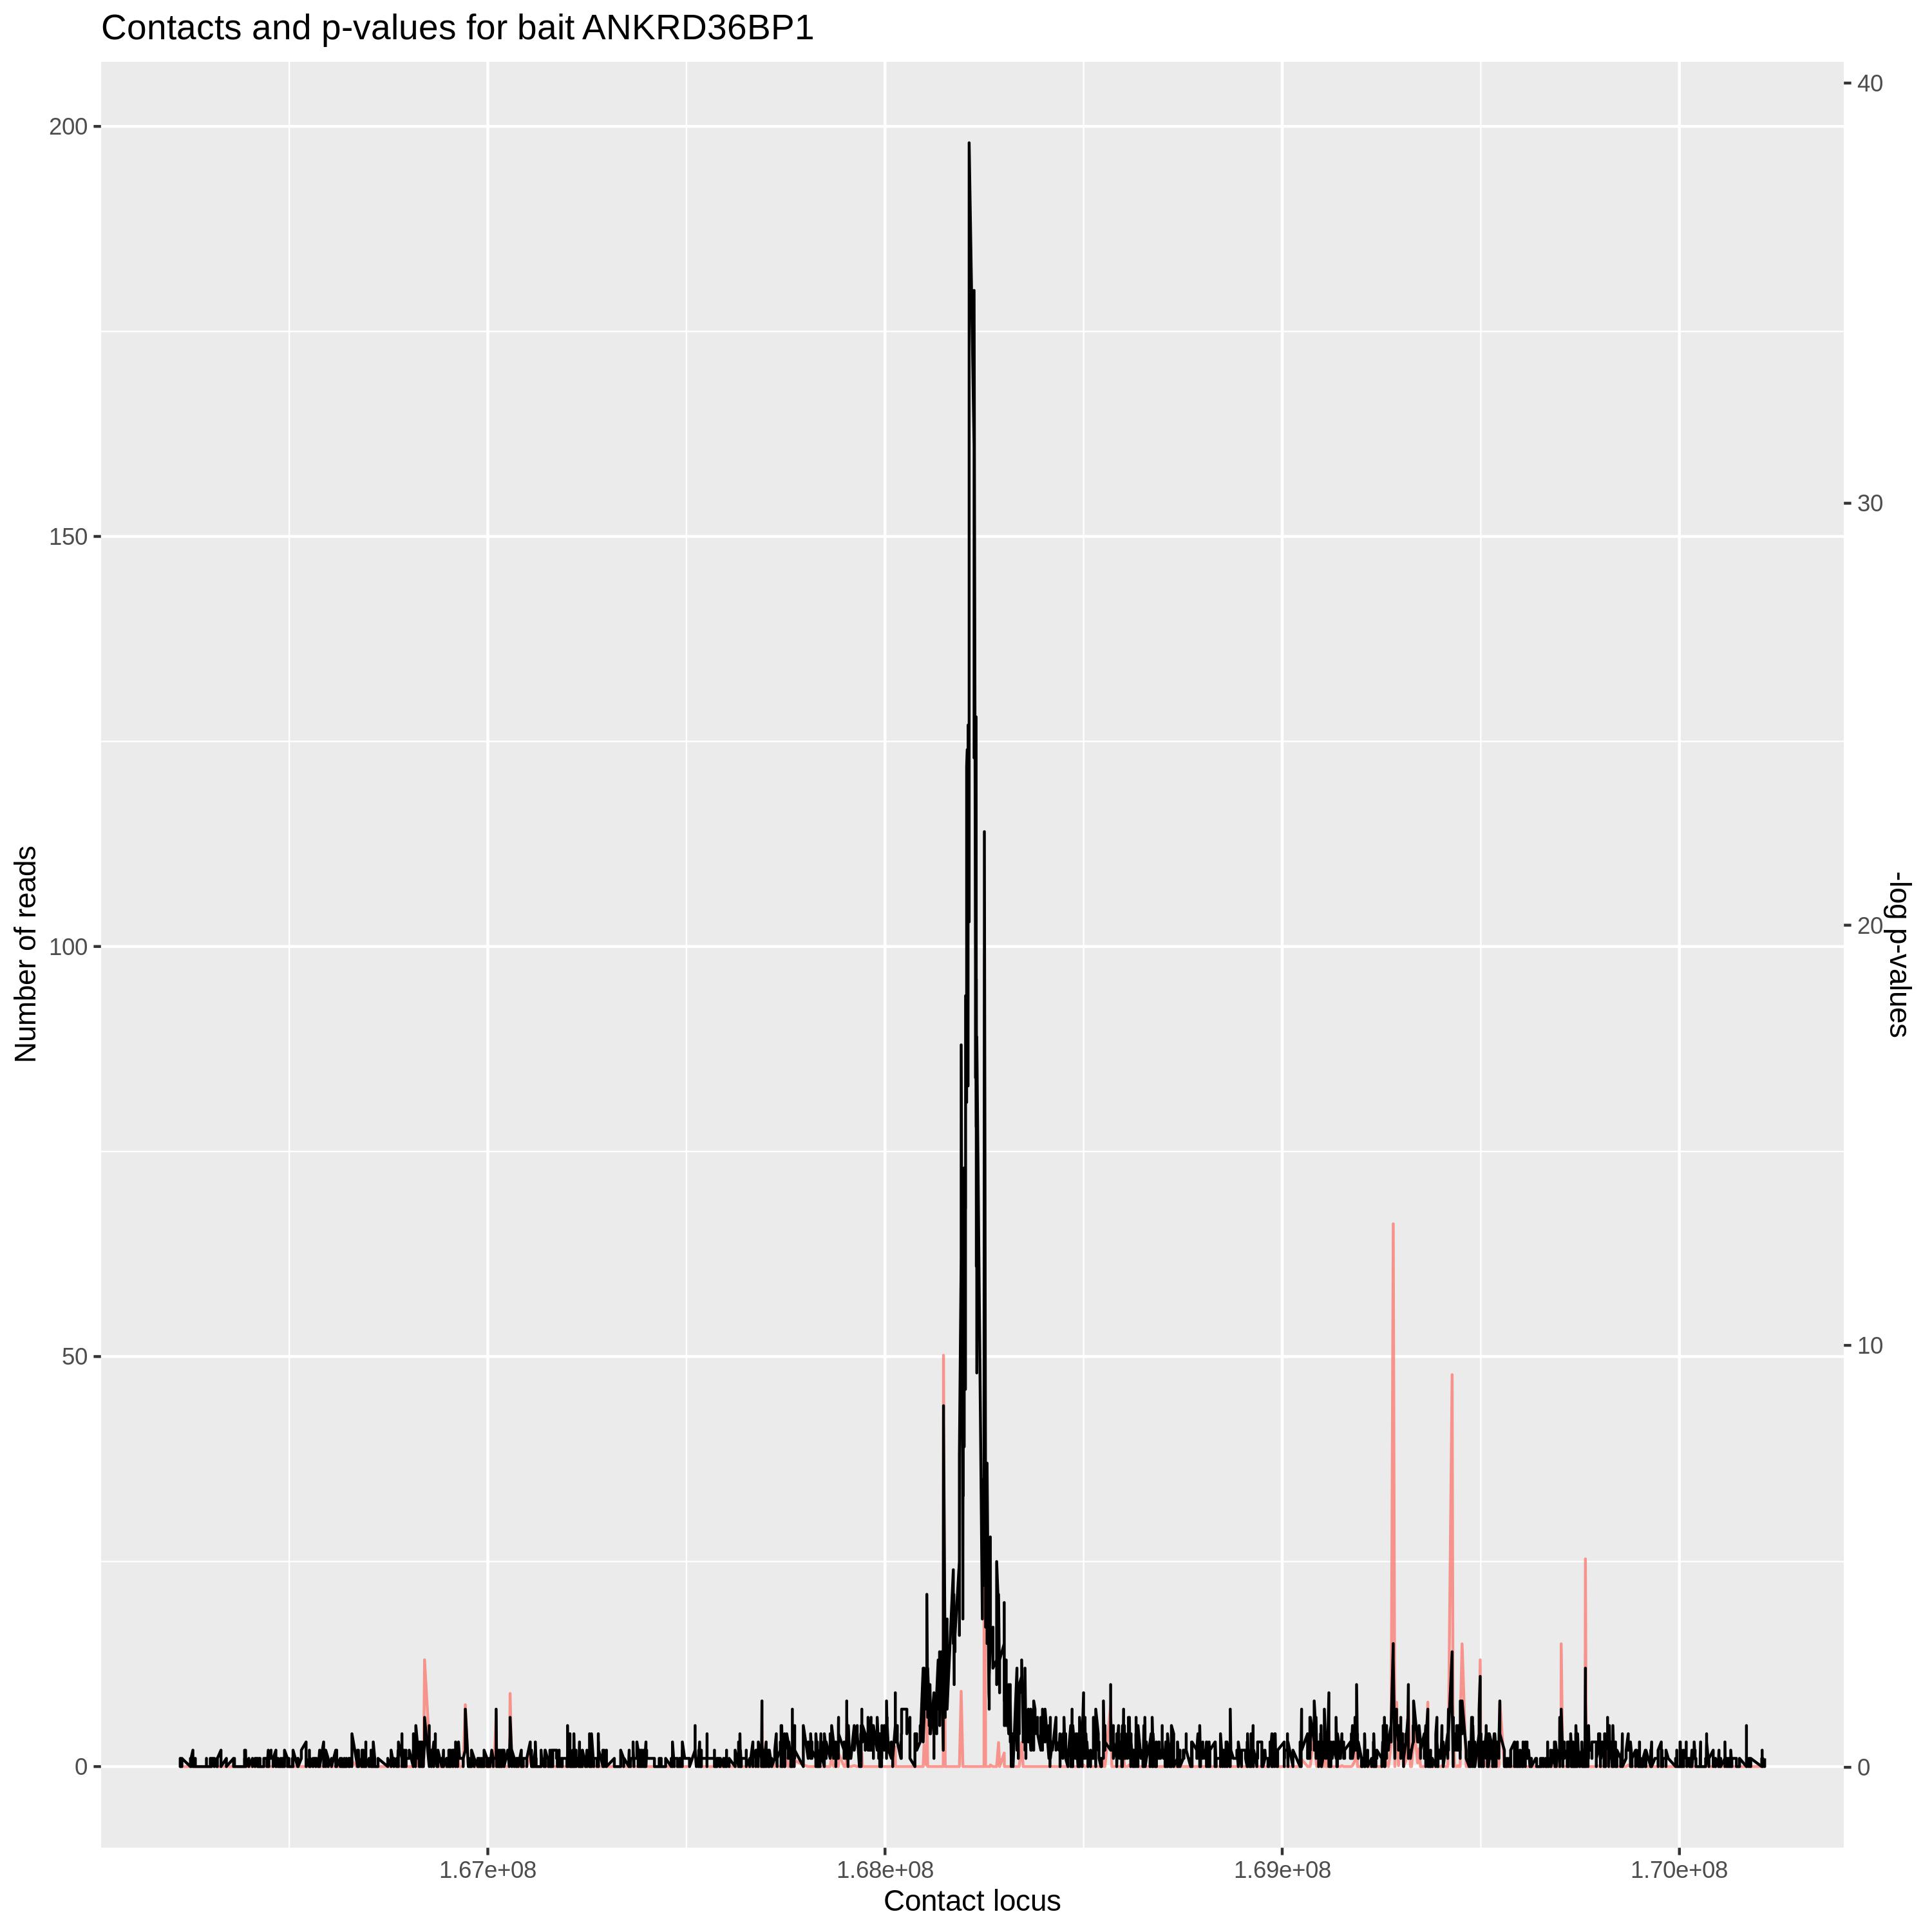 Contacts and p-values for bait ANKRD36BP1
200
150
100
50
0
Number of reads
40
30
20
10
0
-log p-values
1.67e+08
1.68e+08
1.69e+08
1.70e+08
Contact locus